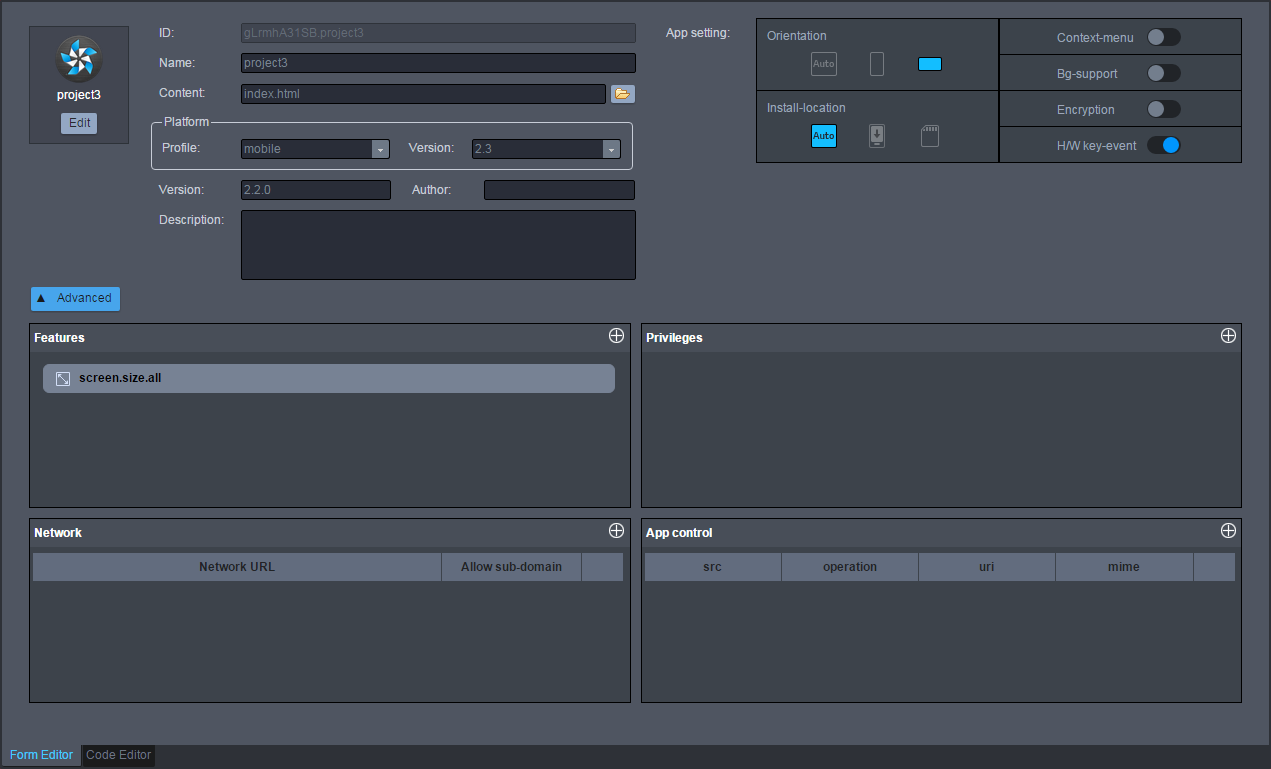 project3
Edit
ID: gLrmhA31SB.project3
Name: project3
Content: index.html
Platform
Profile: mobile Version: 2.3
Version: 2.2.0 Author:
Description:
App setting:
Orientation
Auto
Install-location
Auto
Context-menu
Bg-support
Encryption
H/W key-event
Advanced
Features
screen.size.all
Privileges
Network
Network URL Allow sub-domain
App control
src operation uri mime
Form Editor Code Editor